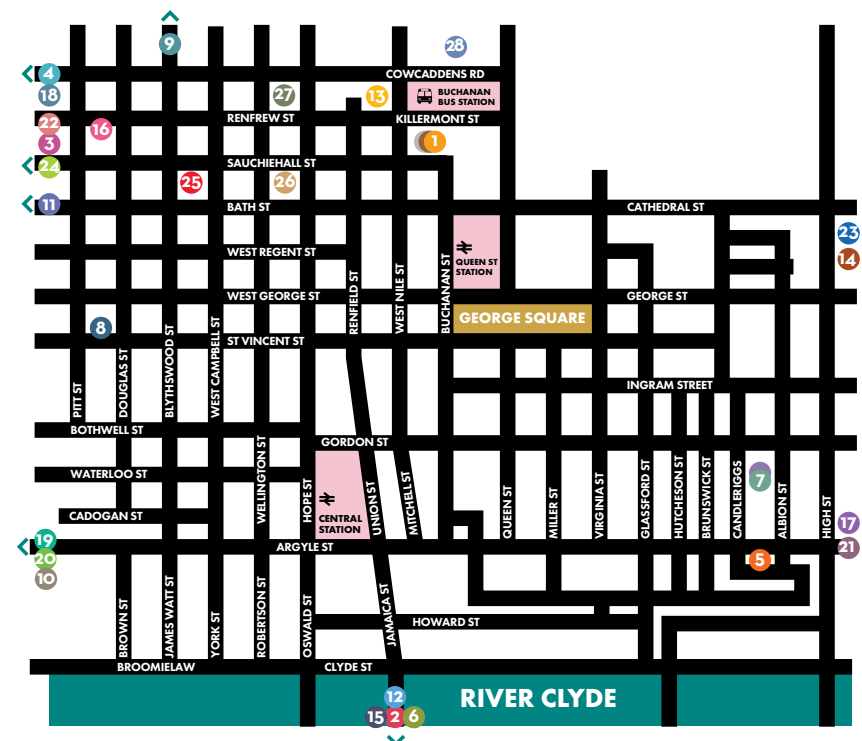 9
28
4
COWCADDENS RD
18
27
13
BUCHANAN
BUS STATION
22
16
RENFREW ST
KILLERMONT ST
3
1
24
SAUCHIEHALL ST
25
26
11
BATH ST
CATHEDRAL ST
23
WEST REGENT ST
QUEEN ST
STATION
14
WEST GEORGE ST
RENFIELD ST
WEST NILE ST
BUCHANAN ST
GEORGE ST
GEORGE SQUARE
8
ST VINCENT ST
PITT ST
DOUGLAS ST
BLYTHSWOOD ST
WEST CAMPBELL ST
INGRAM STREET
BOTHWELL ST
GORDON ST
WATERLOO ST
WELLINGTON ST
HOPE ST
CENTRAL
STATION
UNION ST
MITCHELL ST
QUEEN ST
MILLER ST
VIRGINIA ST
GLASSFORD ST
HUTCHESON ST
BRUNSWICK ST
CANDLERIGGS
7
ALBION ST
HIGH ST
CADOGAN ST
17
19
ARGYLE ST
21
20
5
10
BROWN ST
JAMES WATT ST
YORK ST
ROBERTSON ST
OSWALD ST
JAMAICA ST
HOWARD ST
BROOMIELAW
CLYDE ST
12
RIVER CLYDE
15
2
6